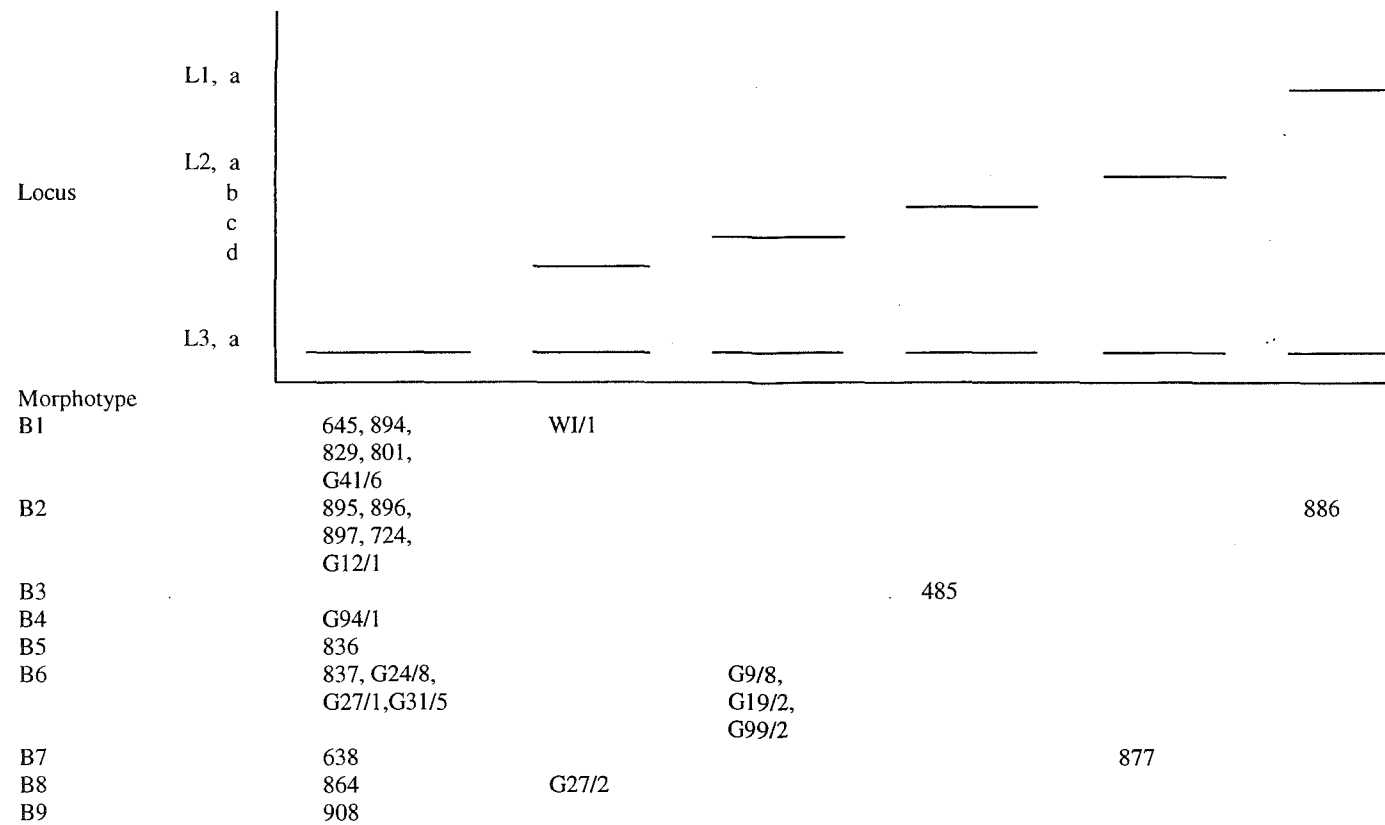 L1, a
L2, a
Locus b
c
d
L3, a
Morphotype
B1 645, 894, WI/1
829, 801,
G41/6
B2 895, 896, 886
897, 724,
G12/1
B3 485
B4 G94/1
B5 836
B6 837, G24/8, G9/8,
G27/1,G31/5 G19/2,
G99/2
B7 638 877
B8 864 G27/2
B9 908